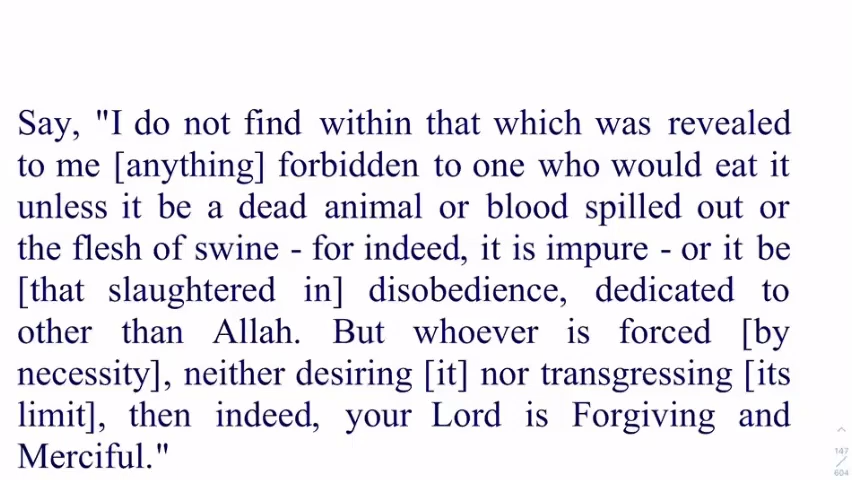 Say, "I do not find within that which was revealed
to me [anything] forbidden to one who would eat it
unless it be a dead animal or blood spilled out or
the flesh of swine - for indeed, it is impure - or it be
[that slaughtered in] disobedience, dedicated to
other than Allah. But whoever is forced [by
necessity], neither desiring [it] nor transgressing [its
limit], then indeed, your Lord is Forgiving and
Merciful."
147
/
604